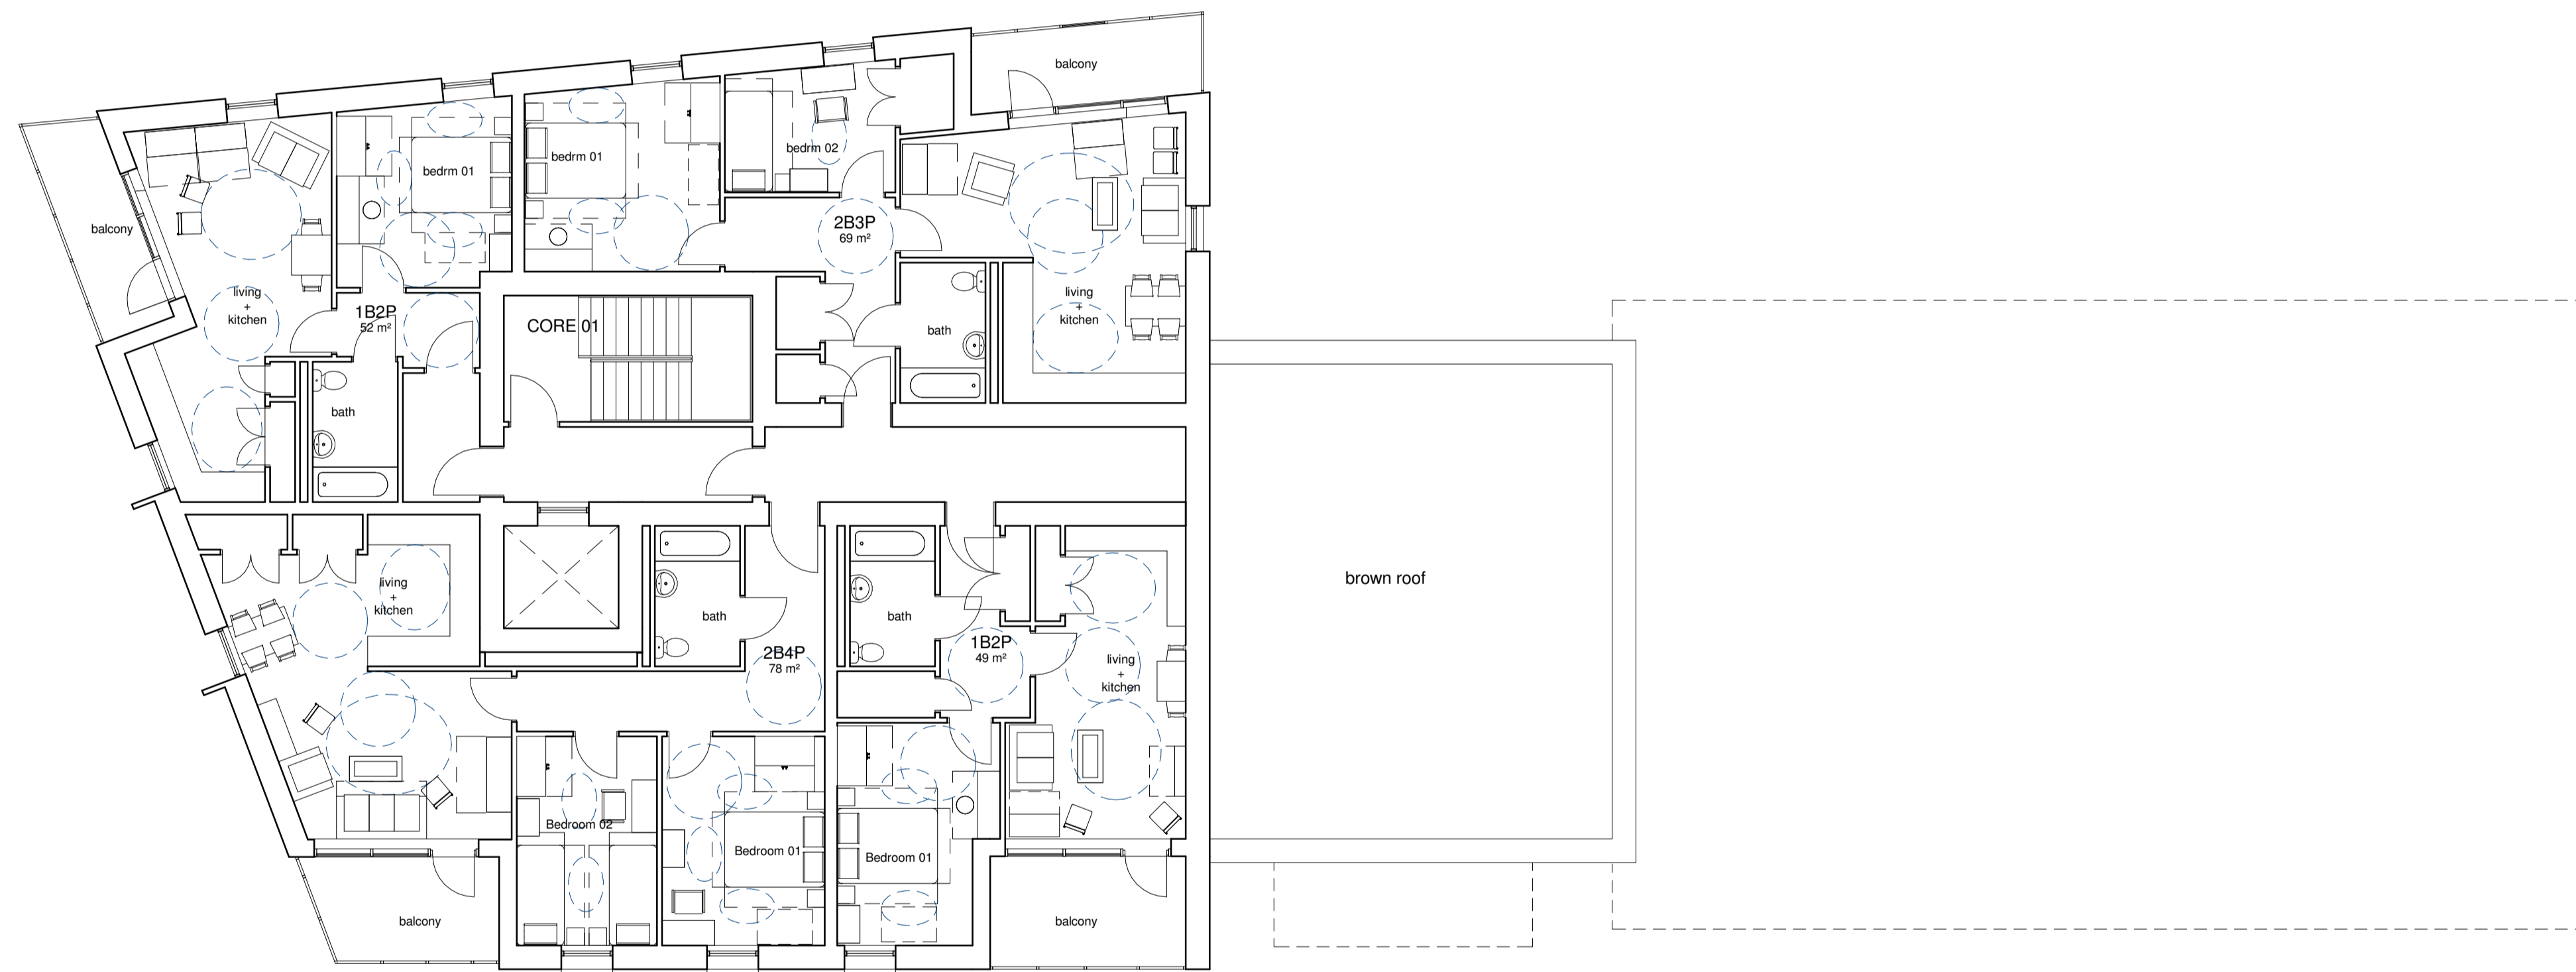 balcony
bedrm 01
bedrm 01
bedrm 02
balcony
2B3P
69 m²
living
+
kitchen
1B2P
52 m²
CORE 01
living
+
kitchen
bath
bath
brown roof
living
+
kitchen
bath
bath
2B4P
78 m²
1B2P
49 m²
living
+
kitchen
Bedroom 02
Bedroom 01
Bedroom 01
balcony
balcony